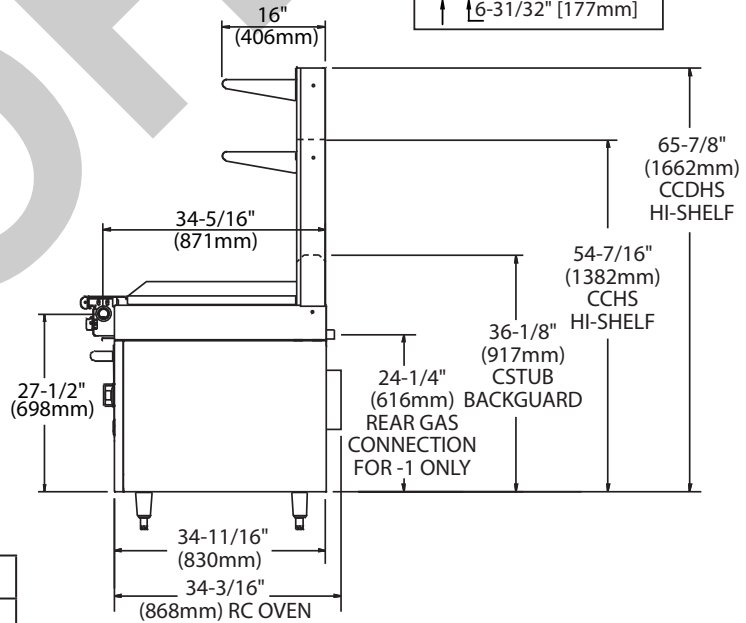 6-31/32" [177mm]
16"
(406mm)
65-7/8"
(1662mm)
CCDHS
HI-SHELF
34-5/16"
(871mm)
54-7/16"
(1382mm)
CCHS
HI-SHELF
36-1/8"
(917mm)
CSTUB
BACKGUARD
24-1/4"
(616mm)
REAR GAS
CONNECTION
FOR -1 ONLY
27-1/2"
(698mm)
34-11/16"
(830mm)
34-3/16"
(868mm) RC OVEN